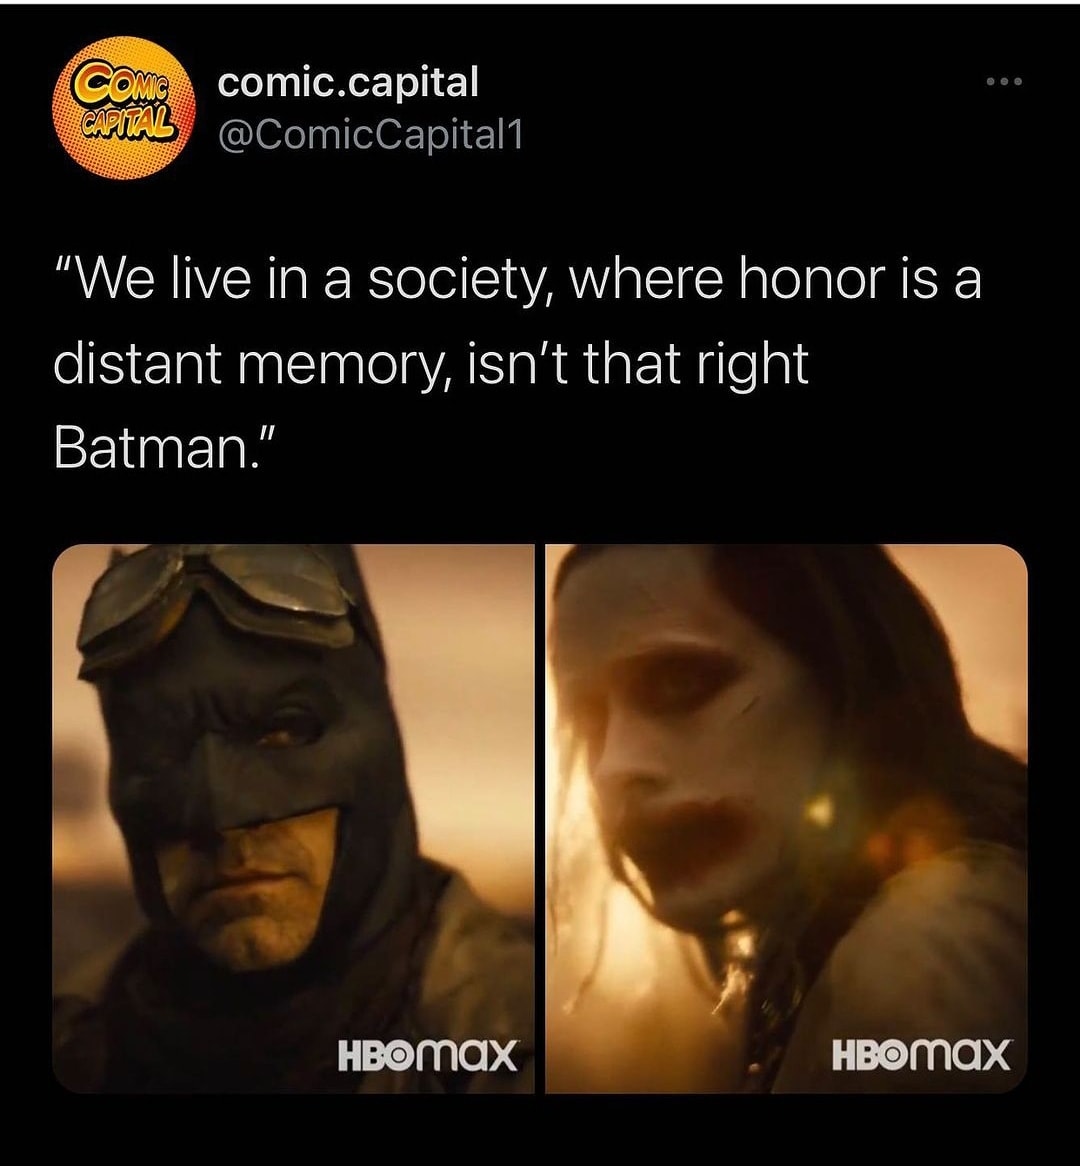 COMIC
CAPITAL
comic.capital
@ComicCapital1
“We live in a society, where honor is a
distant memory, isn’t that right
Batman.”
HBOmax
HBOmax